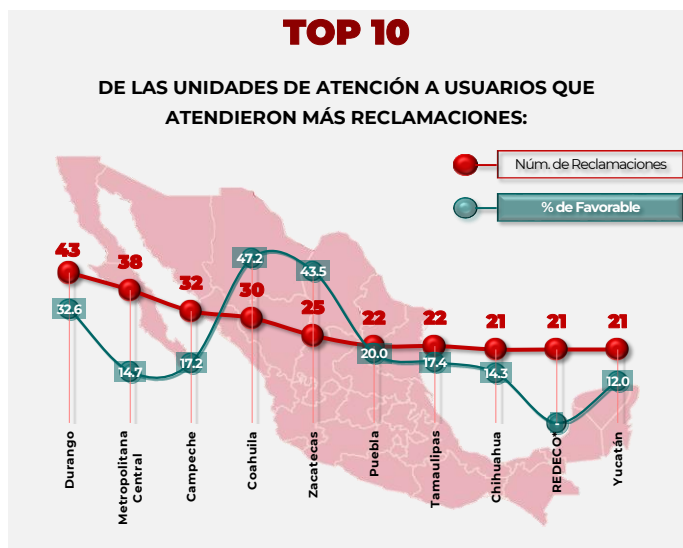 TOP 10
DE LAS UNIDADES DE ATENCIÓN A USUARIOS QUE
ATENDIERON MÁS RECLAMACIONES:
Núm. de Reclamaciones
% de Favorable
43
38
32
30
25
22
22
21
21
21
32.6
14.7
17.2
47.2
43.5
20.0
17.4
14.3
-
12.0
Durango
Metropolitana
Central
Campeche
Coahuila
Zacatecas
Puebla
Tamaulipas
Chihuahua
REDECO*
Yucatán